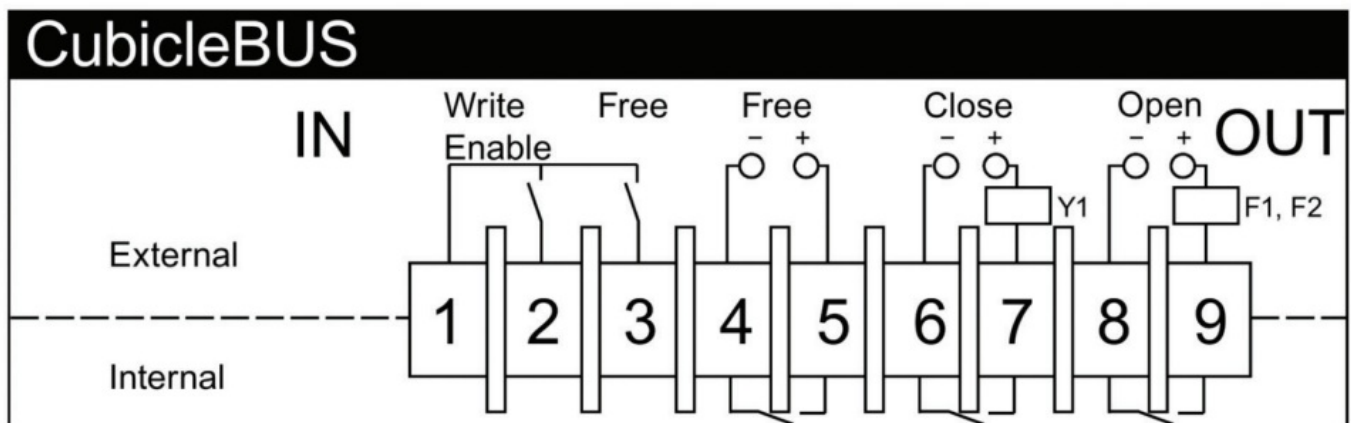 CubicleBUS
IN
Write
Enable
Free
Free
Close
Open
OUT
− +
− +
− +
Y1
F1, F2
External
1 2 3 4 5 6 7 8 9
Internal